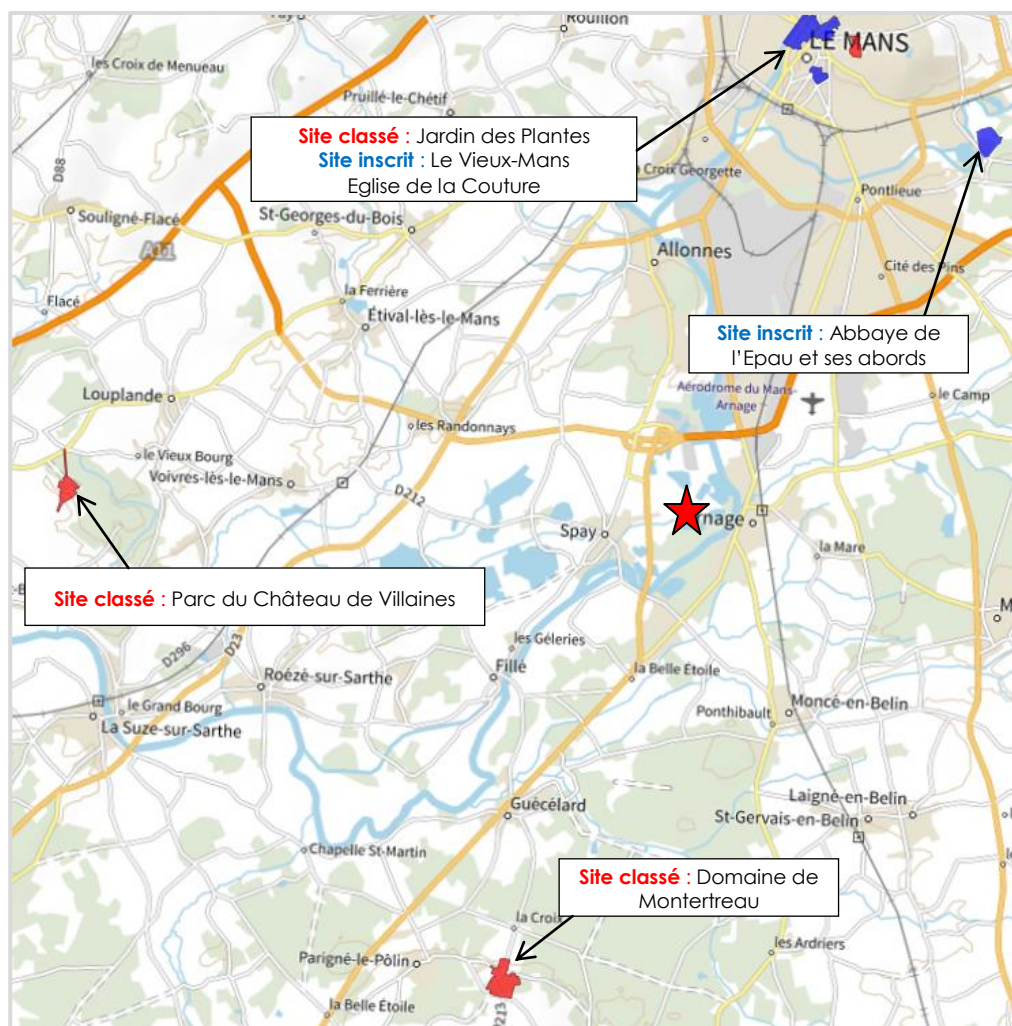 Rouillon
LE MANS
les Croix de Menueau
Pruillé-le-Chétif
D88
Site classé : Jardin des Plantes
Site inscrit : Le Vieux-Mans
Eglise de la Couture
Croix Georgette
Pontlieue
Souligné-Flacé
St-Georges-du-Bois
A11
Allonnes
Cité des Pins
Flacé
la Ferrière
Étival-lès-le-Mans
Site inscrit : Abbaye de
l'Epau et ses abords
Louplande
Aérodrome du Mans-
Arnage
le Camp
les Randonnays
le Vieux Bourg
Voivres-lès-le-Mans
D212
Spay
rnage
la Mare
Site classé : Parc du Château de Villaines
D296
D23
les Géleries
Fillé
la Belle Étoile
Roézé-sur-Sarthe
le Grand Bourg
La Suze-sur-Sarthe
Ponthibault
Moncé-en-Belin
Guécélard
Laigné-en-Belin
St-Gervais-en-Belin
Chapelle St-Martin
Site classé : Domaine de
Montertreau
la Croix
les Ardriers
Parigné-le-Pôlin
la Belle Étoile
D213